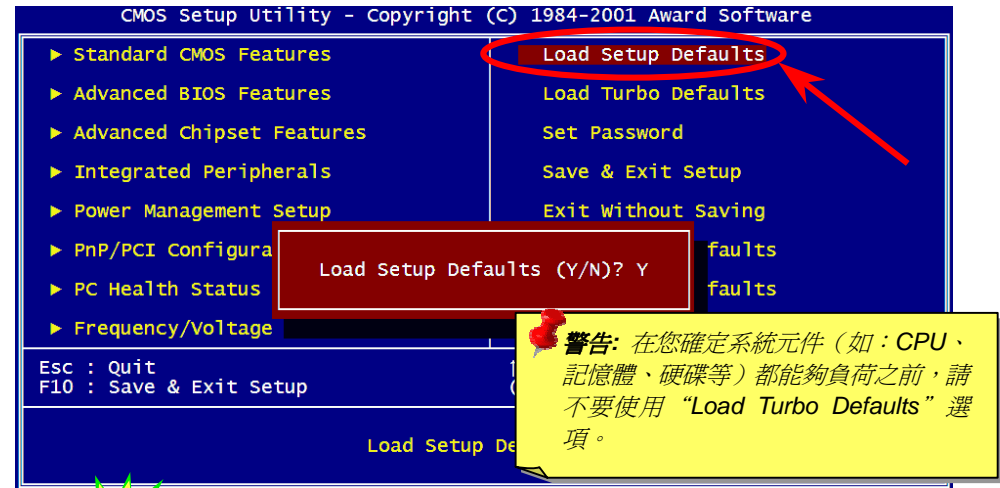 CMOS Setup Utility - Copyright (C) 1984-2001 Award Software
► Standard CMOS Features
► Advanced BIOS Features
► Advanced Chipset Features
► Integrated Peripherals
► Power Management Setup
► PnP/PCI Configura
► PC Health Status
► Frequency/Voltage
Load Setup Defaults
Load Turbo Defaults
Set Password
Save & Exit Setup
Exit Without Saving
faults
faults
Load Setup Defaults (Y/N)? Y
Esc : Quit
F10 : Save & Exit Setup
Load Setup De
警告: 在您確定系統元件（如：CPU、
記憶體、硬碟等）都能夠負荷之前，請
不要使用 “Load Turbo Defaults” 選
項。